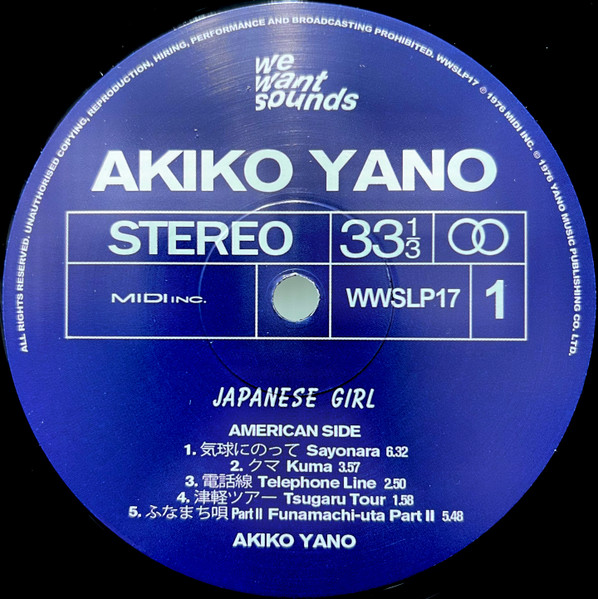 ALL RIGHTS RESERVED. UNAUTHORISED COPYING, REPRODUCTION, HIRING, PERFORMANCE AND BROADCASTING PROHIBITED. WWSLP17 ℗ 1976 MIDI INC. © 1976 YANO MUSIC PUBLISHING CO. LTD.
we
want
sounds
AKIKO YANO
STEREO 33 1/3
MIDI INC. WWSLP17 1
JAPANESE GIRL
AMERICAN SIDE
1. 気球にのって Sayonara 6.32
2. クマ Kuma 3.57
3. 電話線 Telephone Line 2.50
4. 津軽ツアー Tsugaru Tour 1.58
5. ふなまち唄 Part II Funamachi-uta Part II 5.48
AKIKO YANO